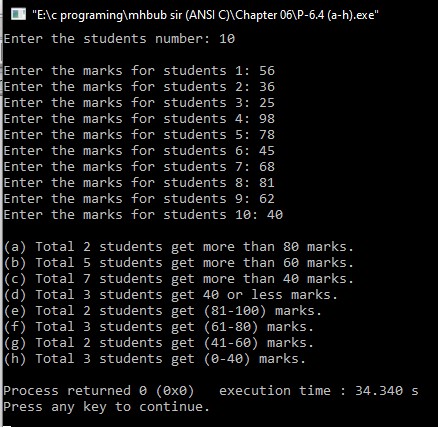 "E:\c programing\mhbub sir (ANSI C)\Chapter 06\P-6.4 (a-h).exe"
Enter the students number: 10
Enter the marks for students 1: 56
Enter the marks for students 2: 36
Enter the marks for students 3: 25
Enter the marks for students 4: 98
Enter the marks for students 5: 78
Enter the marks for students 6: 45
Enter the marks for students 7: 68
Enter the marks for students 8: 81
Enter the marks for students 9: 62
Enter the marks for students 10: 40
(a) Total 2 students get more than 80 marks.
(b) Total 5 students get more than 60 marks.
(c) Total 7 students get more than 40 marks.
(d) Total 3 students get 40 or less marks.
(e) Total 2 students get (81-100) marks.
(f) Total 3 students get (61-80) marks.
(g) Total 2 students get (41-60) marks.
(h) Total 3 students get (0-40) marks.
Process returned 0 (0x0)   execution time : 34.340 s
Press any key to continue.